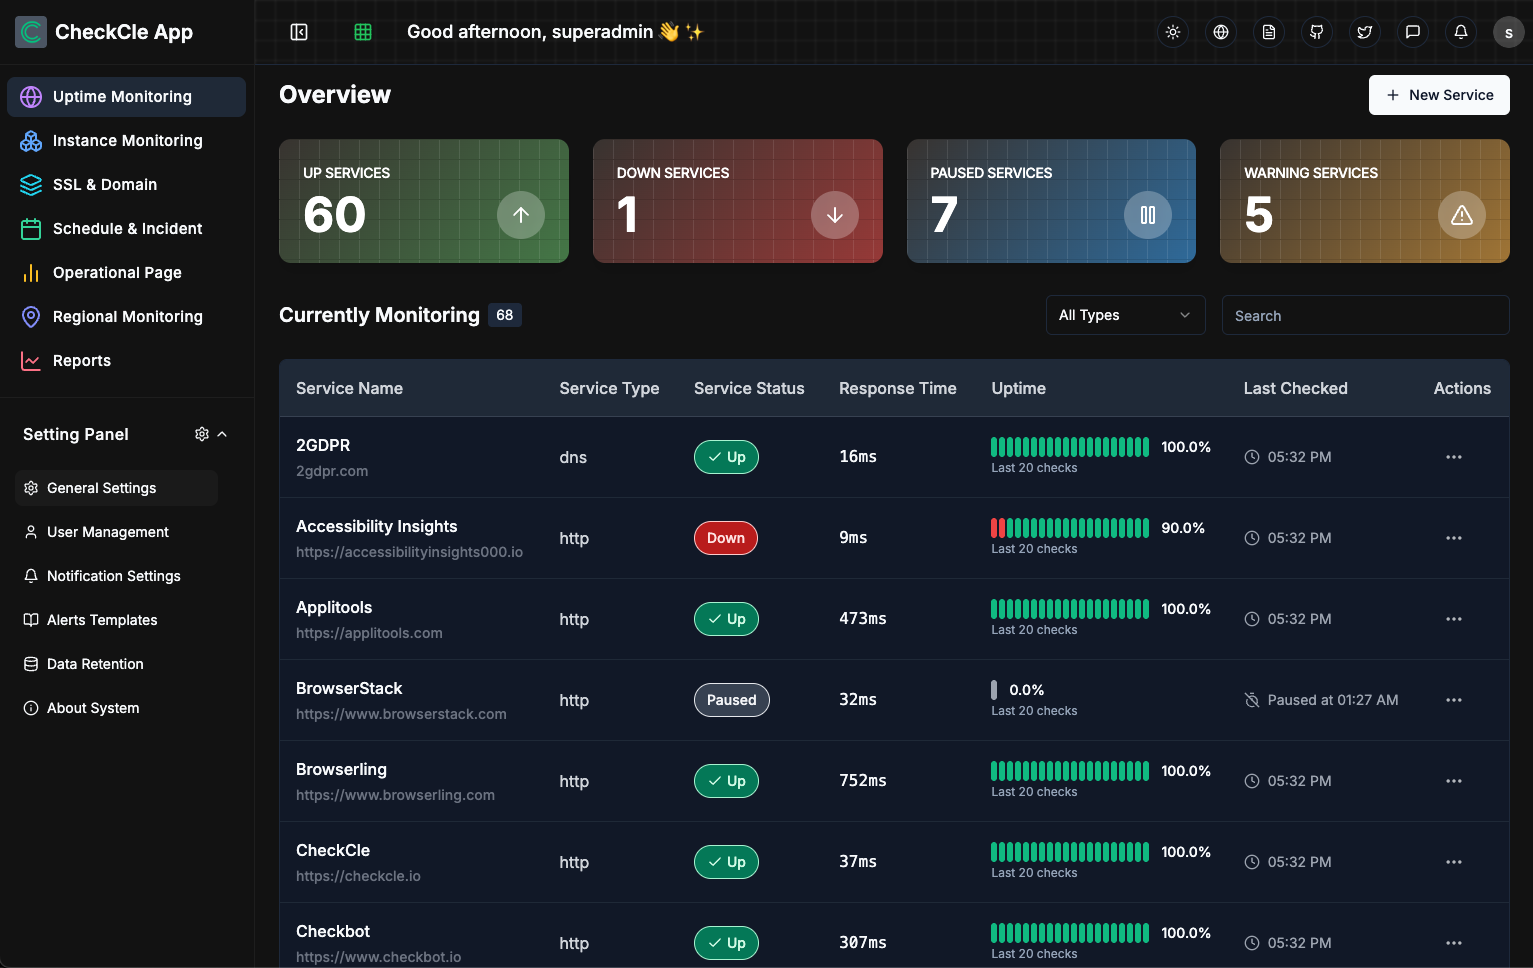 CheckCle App
Good afternoon, superadmin 👋 ✨
S
Uptime Monitoring
Instance Monitoring
SSL & Domain
Schedule & Incident
Operational Page
Regional Monitoring
Reports
Setting Panel
General Settings
User Management
Notification Settings
Alerts Templates
Data Retention
About System
Overview
New Service
UP SERVICES
60
DOWN SERVICES
1
PAUSED SERVICES
7
WARNING SERVICES
5
Currently Monitoring 68
All Types
Search
Service Name Service Type Service Status Response Time Uptime Last Checked Actions
2GDPR
2gdpr.com
dns
Up
16ms
100.0%
Last 20 checks
05:32 PM
Accessibility Insights
https://accessibilityinsights000.io
http
Down
9ms
90.0%
Last 20 checks
05:32 PM
Applitools
https://applitools.com
http
Up
473ms
100.0%
Last 20 checks
05:32 PM
BrowserStack
https://www.browserstack.com
http
Paused
32ms
0.0%
Last 20 checks
Paused at 01:27 AM
Browserling
https://www.browserling.com
http
Up
752ms
100.0%
Last 20 checks
05:32 PM
CheckCle
https://checkcle.io
http
Up
37ms
100.0%
Last 20 checks
05:32 PM
Checkbot
https://www.checkbot.io
http
Up
307ms
100.0%
Last 20 checks
05:32 PM